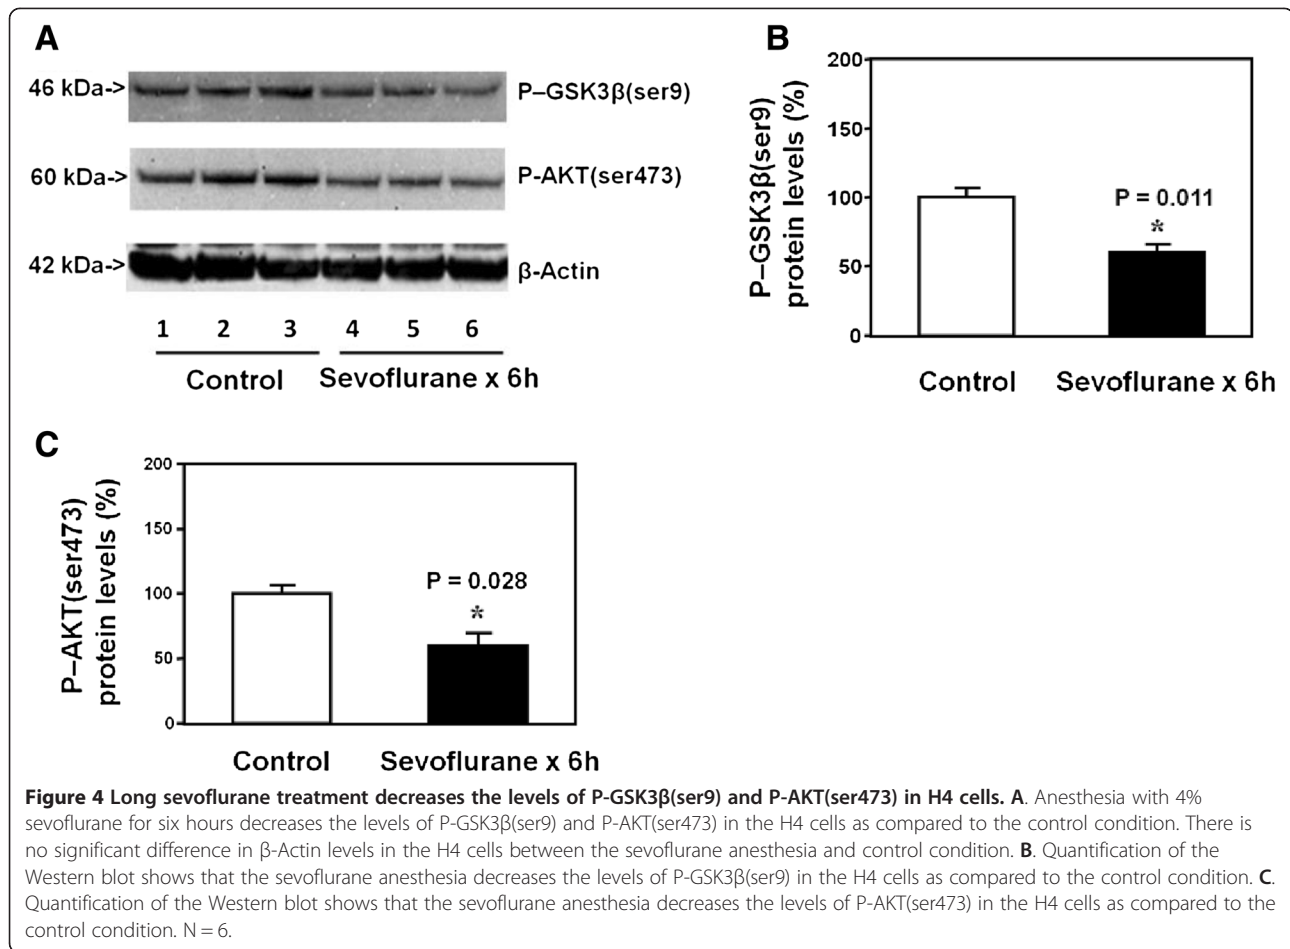 A
46 kDa->
P–GSK3β(ser9)
60 kDa->
P-AKT(ser473)
42 kDa->
β-Actin
1 2 3 4 5 6
Control Sevoflurane x 6h
B
P–GSK3β(ser9)
protein levels (%)
200
150
100
50
0
P = 0.011
*
Control Sevoflurane x 6h
C
P–AKT(ser473)
protein levels (%)
200
150
100
50
0
P = 0.028
*
Control Sevoflurane x 6h
Figure 4 Long sevoflurane treatment decreases the levels of P-GSK3β(ser9) and P-AKT(ser473) in H4 cells. A. Anesthesia with 4%
sevoflurane for six hours decreases the levels of P-GSK3β(ser9) and P-AKT(ser473) in the H4 cells as compared to the control condition. There is
no significant difference in β-Actin levels in the H4 cells between the sevoflurane anesthesia and control condition. B. Quantification of the
Western blot shows that the sevoflurane anesthesia decreases the levels of P-GSK3β(ser9) in the H4 cells as compared to the control condition. C.
Quantification of the Western blot shows that the sevoflurane anesthesia decreases the levels of P-AKT(ser473) in the H4 cells as compared to the
control condition. N = 6.